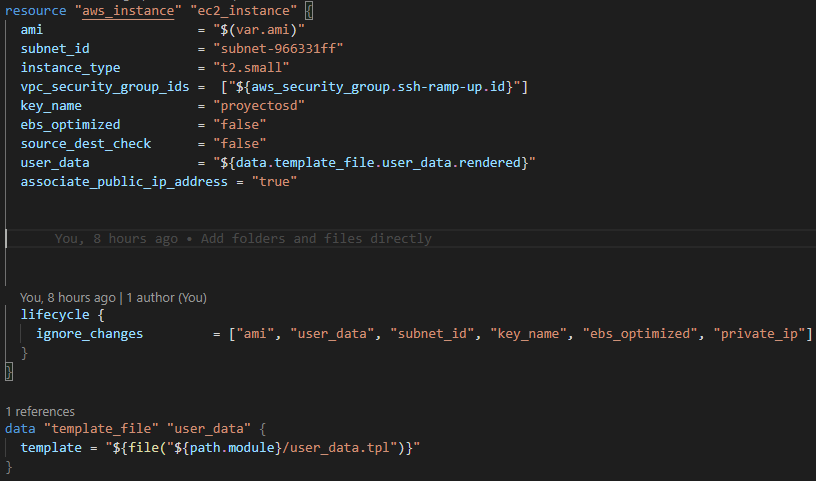 resource "aws_instance" "ec2_instance" {
  ami                    = "$(var.ami)"
  subnet_id              = "subnet-966331ff"
  instance_type          = "t2.small"
  vpc_security_group_ids =  ["${aws_security_group.ssh-ramp-up.id}"]
  key_name               = "proyectosd"
  ebs_optimized          = "false"
  source_dest_check      = "false"
  user_data              = "${data.template_file.user_data.rendered}"
  associate_public_ip_address = "true"
You, 8 hours ago • Add folders and files directly
You, 8 hours ago | 1 author (You)
  lifecycle {
    ignore_changes         = ["ami", "user_data", "subnet_id", "key_name", "ebs_optimized", "private_ip"]
  }
}
1 references
data "template_file" "user_data" {
  template = "${file("${path.module}/user_data.tpl")}"
}